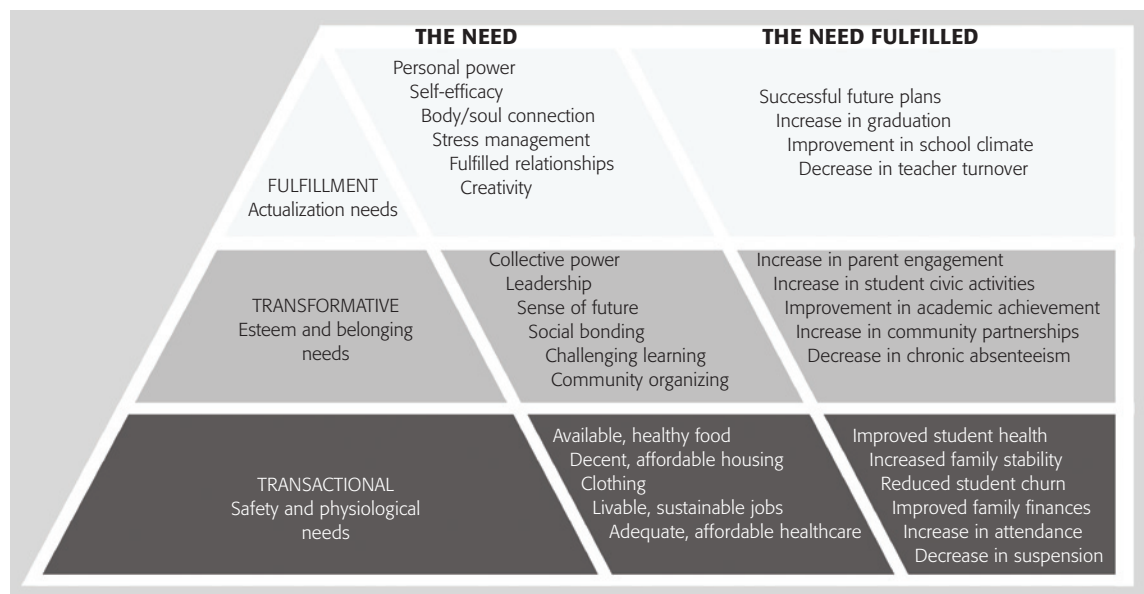 THE NEED
THE NEED FULFILLED
FULFILLMENT
Actualization needs
Personal power
Self-efficacy
Body/soul connection
Stress management
Fulfilled relationships
Creativity
Successful future plans
Increase in graduation
Improvement in school climate
Decrease in teacher turnover
TRANSFORMATIVE
Esteem and belonging
needs
Collective power
Leadership
Sense of future
Social bonding
Challenging learning
Community organizing
Increase in parent engagement
Increase in student civic activities
Improvement in academic achievement
Increase in community partnerships
Decrease in chronic absenteeism
TRANSACTIONAL
Safety and physiological
needs
Available, healthy food
Decent, affordable housing
Clothing
Livable, sustainable jobs
Adequate, affordable healthcare
Improved student health
Increased family stability
Reduced student churn
Improved family finances
Increase in attendance
Decrease in suspension